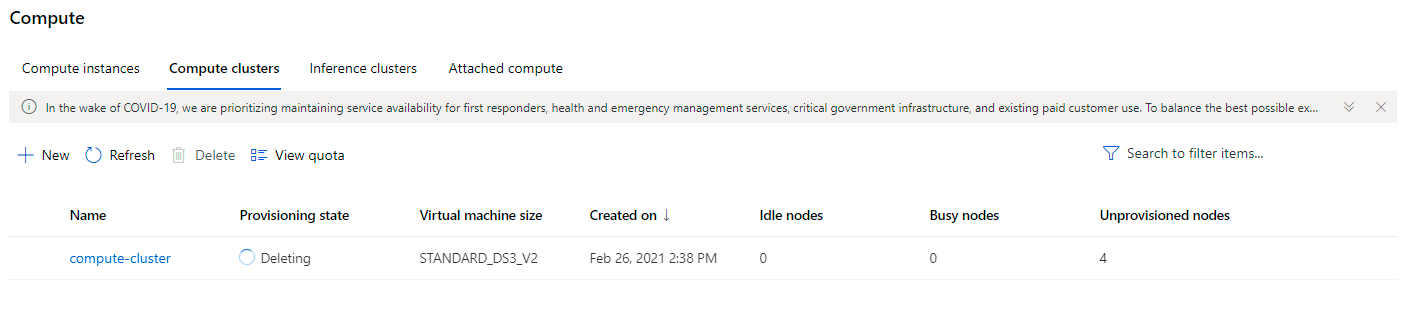 Compute
Compute instances Compute clusters Inference clusters Attached compute
In the wake of COVID-19, we are prioritizing maintaining service availability for first responders, health and emergency management services, critical government infrastructure, and existing paid customer use. To balance the best possible ex...
New Refresh Delete View quota Search to filter items...
Name Provisioning state Virtual machine size Created on ↓ Idle nodes Busy nodes Unprovisioned nodes
compute-cluster Deleting STANDARD_DS3_V2 Feb 26, 2021 2:38 PM 0 0 4